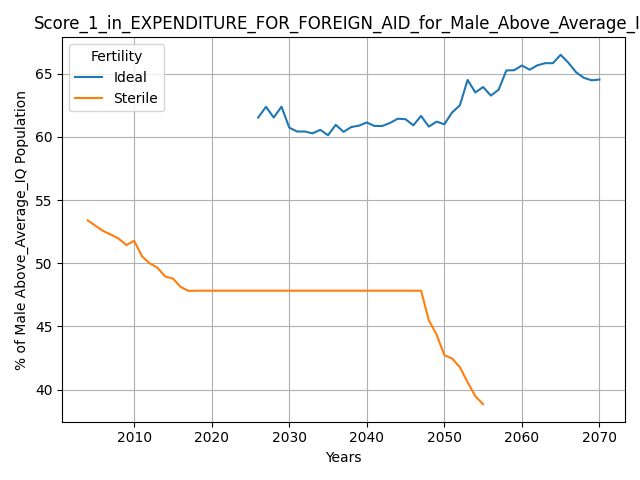 Score_1_in_EXPENDITURE_FOR_FOREIGN_AID_for_Male_Above_Average_I
Fertility
Ideal
Sterile
% of Male Above_Average_IQ Population
65
60
55
50
45
40
2010 2020 2030 2040 2050 2060 2070
Years